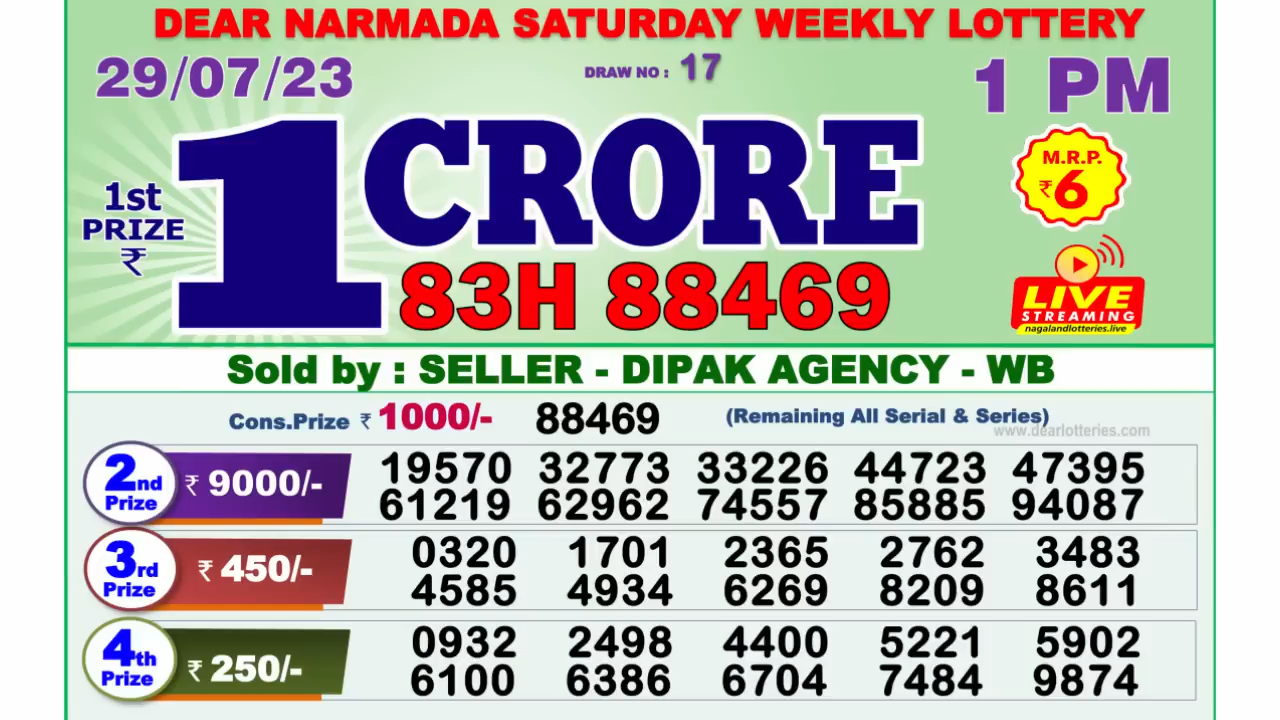 DEAR NARMADA SATURDAY WEEKLY LOTTERY
29/07/23
DRAW NO : 17
1 PM
1st
PRIZE
₹
1 CRORE
83H 88469
M.R.P.
₹6
LIVE
STREAMING
nagalandlotteries.live
Sold by : SELLER - DIPAK AGENCY - WB
Cons.Prize ₹ 1000/- 88469 (Remaining All Serial & Series)
www.dearlotteries.com
2nd Prize ₹ 9000/-
19570 32773 33226 44723 47395
61219 62962 74557 85885 94087
3rd Prize ₹ 450/-
0320 1701 2365 2762 3483
4585 4934 6269 8209 8611
4th Prize ₹ 250/-
0932 2498 4400 5221 5902
6100 6386 6704 7484 9874